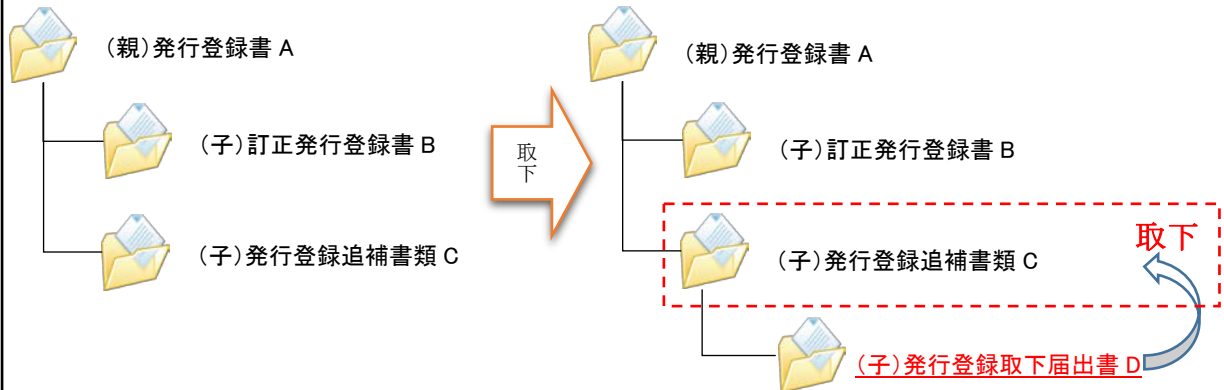 (親)発行登録書 A
(子)訂正発行登録書 B
(子)発行登録追補書類 C
取下
(親)発行登録書 A
(子)訂正発行登録書 B
取下
(子)発行登録追補書類 C
(子)発行登録取下届出書 D